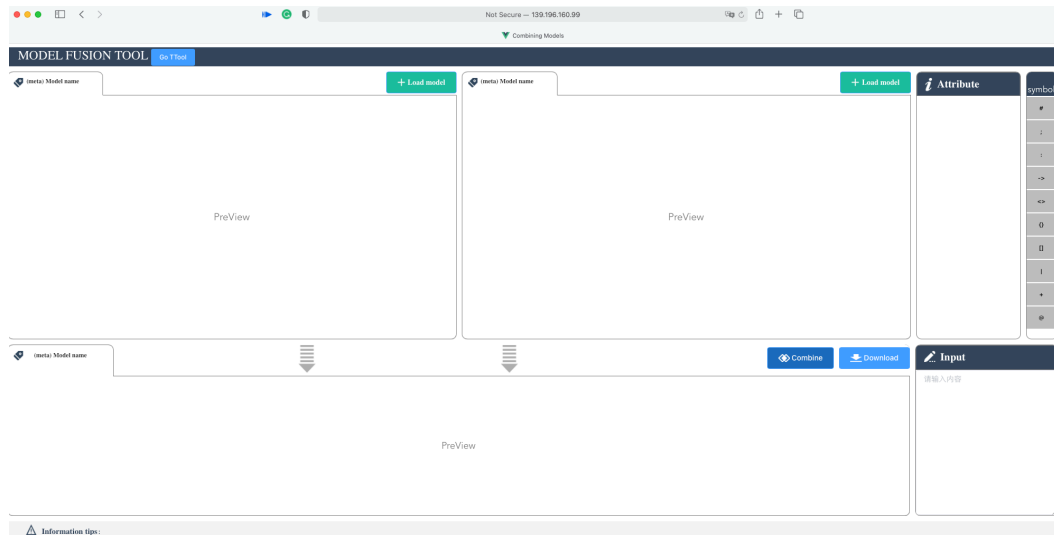 Not Secure — 139.196.160.99
Combining Models
MODEL FUSION TOOL
Go TTool
(meta) Model name
+ Load model
(meta) Model name
+ Load model
Attribute
symbol
#
;
:
->
<>
{}
[]
|
+
@
PreView
PreView
(meta) Model name
Combine
Download
Input
请输入内容
PreView
Information tips: